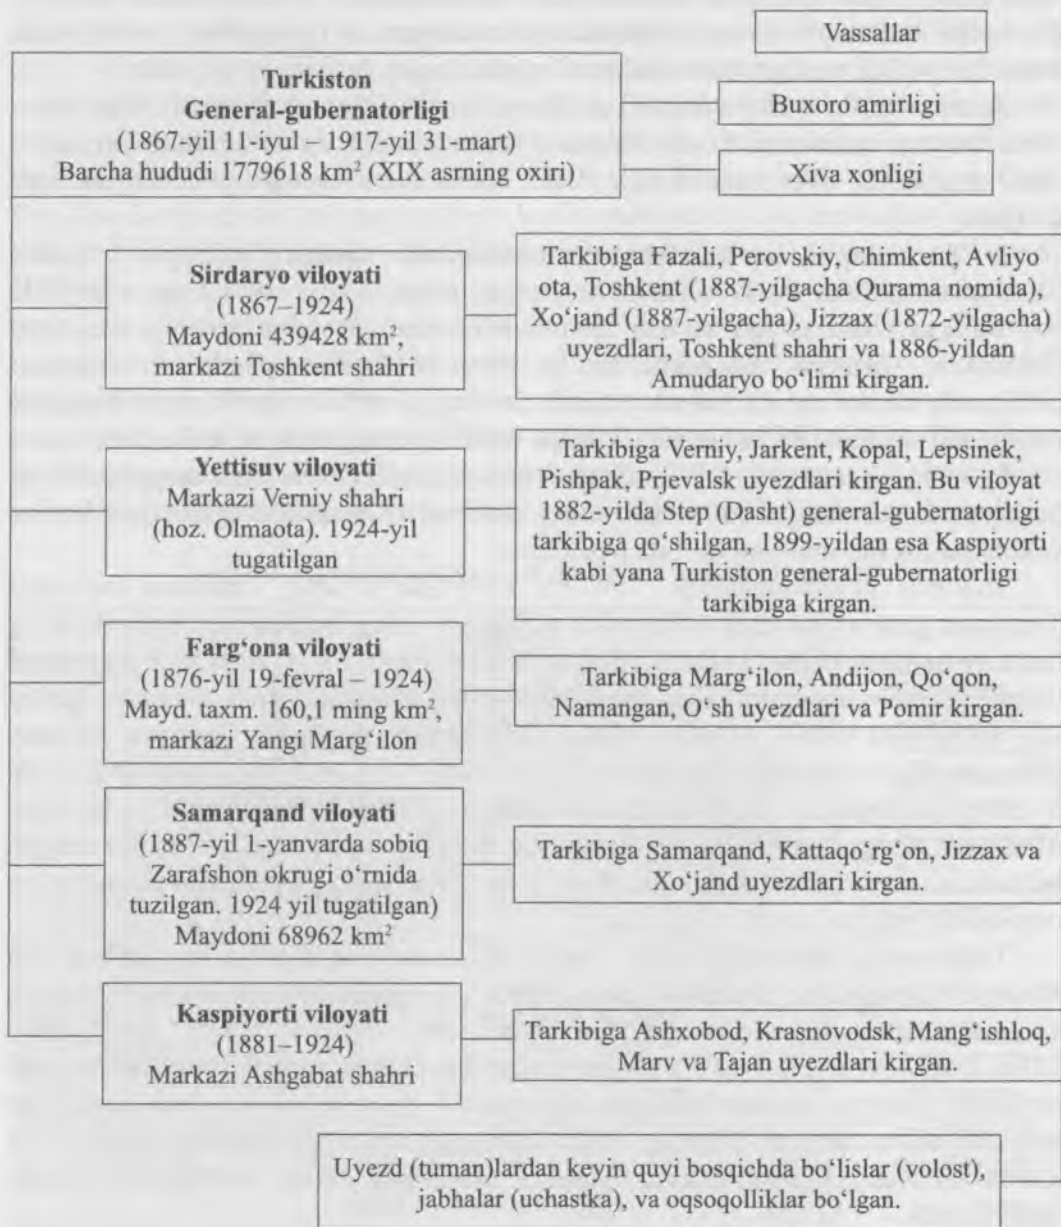 Vassallar
Turkiston
General-gubernatorligi
(1867-yil 11-iyul – 1917-yil 31-mart)
Barcha hududi 1779618 km² (XIX asrning oxiri)
Buxoro amirligi
Xiva xonligi
Sirdaryo viloyati
(1867–1924)
Maydoni 439428 km²,
markazi Toshkent shahri
Tarkibiga Fazali, Perovskiy, Chimkent, Avliyo
ota, Toshkent (1887-yilgacha Qurama nomida),
Xo‘jand (1887-yilgacha), Jizzax (1872-yilgacha)
uyezdlari, Toshkent shahri va 1886-yildan
Amudaryo bo‘limi kirgan.
Yettisuv viloyati
Markazi Verniy shahri
(hoz. Olmaota). 1924-yil
tugatilgan
Tarkibiga Verniy, Jarkent, Kopal, Lepsinek,
Pishpak, Prjevalsk uyezdlari kirgan. Bu viloyat
1882-yilda Step (Dasht) general-gubernatorligi
tarkibiga qo‘shilgan, 1899-yildan esa Kaspiyorti
kabi yana Turkiston general-gubernatorligi
tarkibiga kirgan.
Farg‘ona viloyati
(1876-yil 19-fevral – 1924)
Mayd. taxm. 160,1 ming km²,
markazi Yangi Marg‘ilon
Tarkibiga Marg‘ilon, Andijon, Qo‘qon,
Namangan, O‘sh uyezdlari va Pomir kirgan.
Samarqand viloyati
(1887-yil 1-yanvarda sobiq
Zarafshon okrugi o‘rnida
tuzilgan. 1924 yil tugatilgan)
Maydoni 68962 km²
Tarkibiga Samarqand, Kattaqo‘rg‘on, Jizzax va
Xo‘jand uyezdlari kirgan.
Kaspiyorti viloyati
(1881–1924)
Markazi Ashgabat shahri
Tarkibiga Ashxobod, Krasnovodsk, Mang‘ishloq,
Marv va Tajan uyezdlari kirgan.
Uyezd (tuman)lardan keyin quyi bosqichda bo‘lislar (volost),
jabhalar (uchastka), va oqsoqolliklar bo‘lgan.